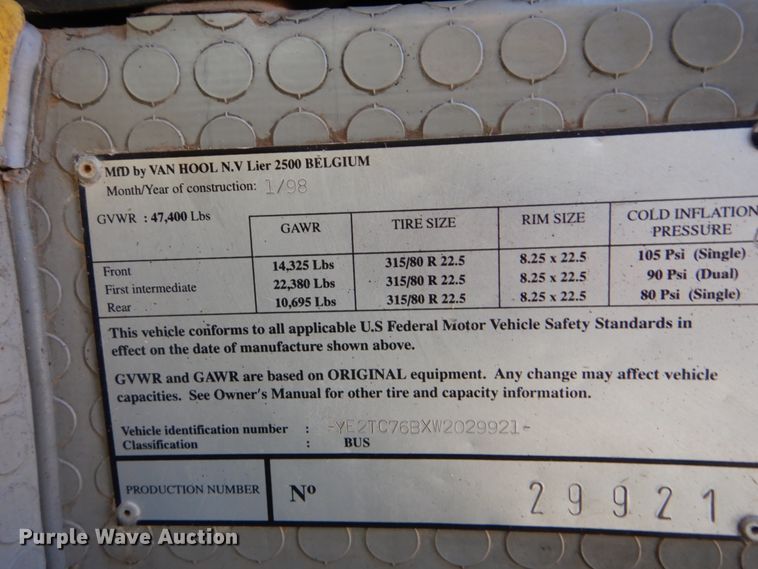 MfD by VAN HOOL N.V Lier 2500 BELGIUM
Month/Year of construction: 1/98
GVWR : 47,400 Lbs
GAWR TIRE SIZE RIM SIZE COLD INFLATION PRESSURE
Front 14,325 Lbs 315/80 R 22.5 8.25 x 22.5 105 Psi (Single)
First intermediate 22,380 Lbs 315/80 R 22.5 8.25 x 22.5 90 Psi (Dual)
Rear 10,695 Lbs 315/80 R 22.5 8.25 x 22.5 80 Psi (Single)
This vehicle conforms to all applicable U.S Federal Motor Vehicle Safety Standards in
effect on the date of manufacture shown above.
GVWR and GAWR are based on ORIGINAL equipment. Any change may affect vehicle
capacities. See Owner's Manual for other tire and capacity information.
Vehicle identification number : -YE2TC76BXW2029921-
Classification : BUS
PRODUCTION NUMBER Nº 29921
Purple Wave Auction